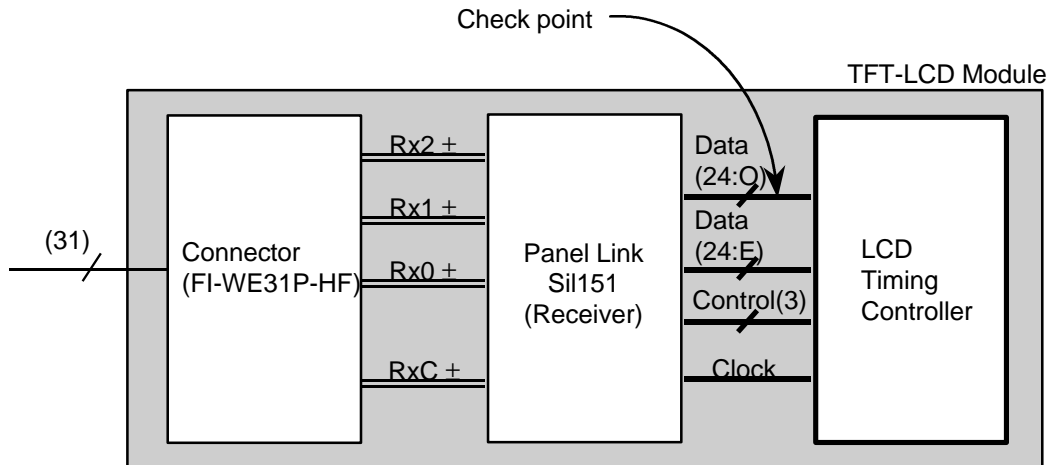 Check point
TFT-LCD Module
(31)
Connector
(FI-WE31P-HF)
Rx2 ±
Rx1 ±
Rx0 ±
RxC ±
Panel Link
SiI151
(Receiver)
Data
(24:O)
Data
(24:E)
Control(3)
Clock
LCD
Timing
Controller